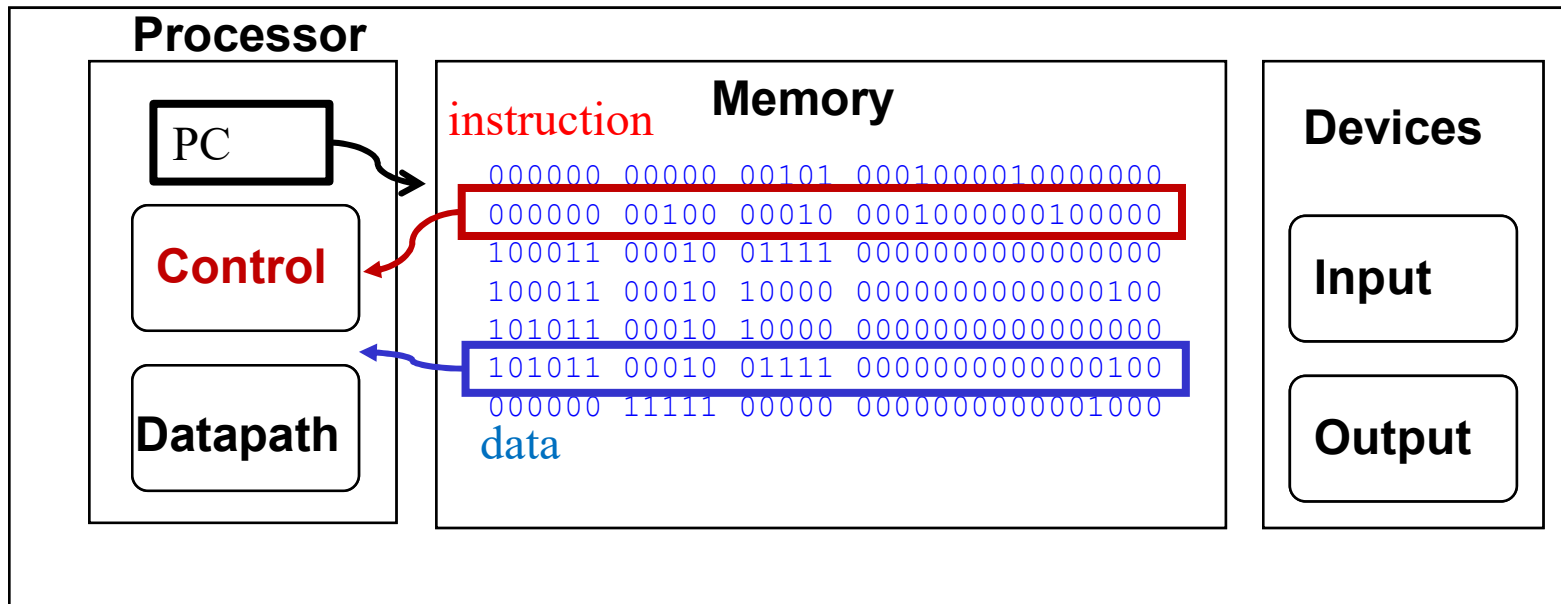 Processor
PC
Control
Datapath
Memory
instruction
000000 00000 00101 0001000010000000
000000 00100 00010 0001000000100000
100011 00010 01111 0000000000000000
100011 00010 10000 0000000000000100
101011 00010 10000 0000000000000000
101011 00010 01111 0000000000000100
000000 11111 00000 0000000000001000
data
Devices
Input
Output